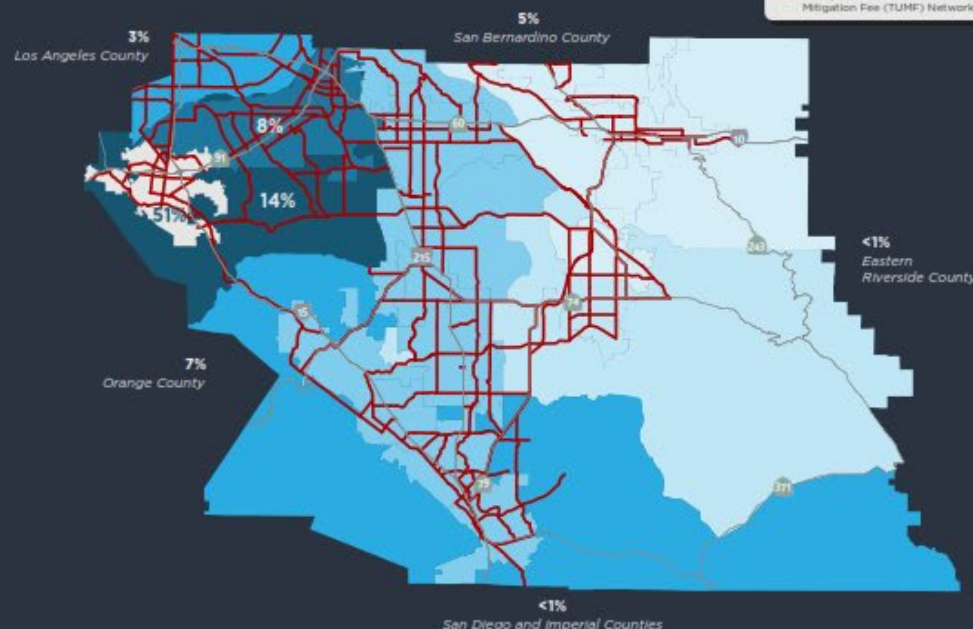 Mitigation Fee (TUMF) Network
5%
San Bernardino County
3%
Los Angeles County
8%
60
10
91
14%
51%
243
<1%
Eastern
Riverside County
215
74
15
7%
Orange County
79
371
<1%
San Diego and Imperial Counties